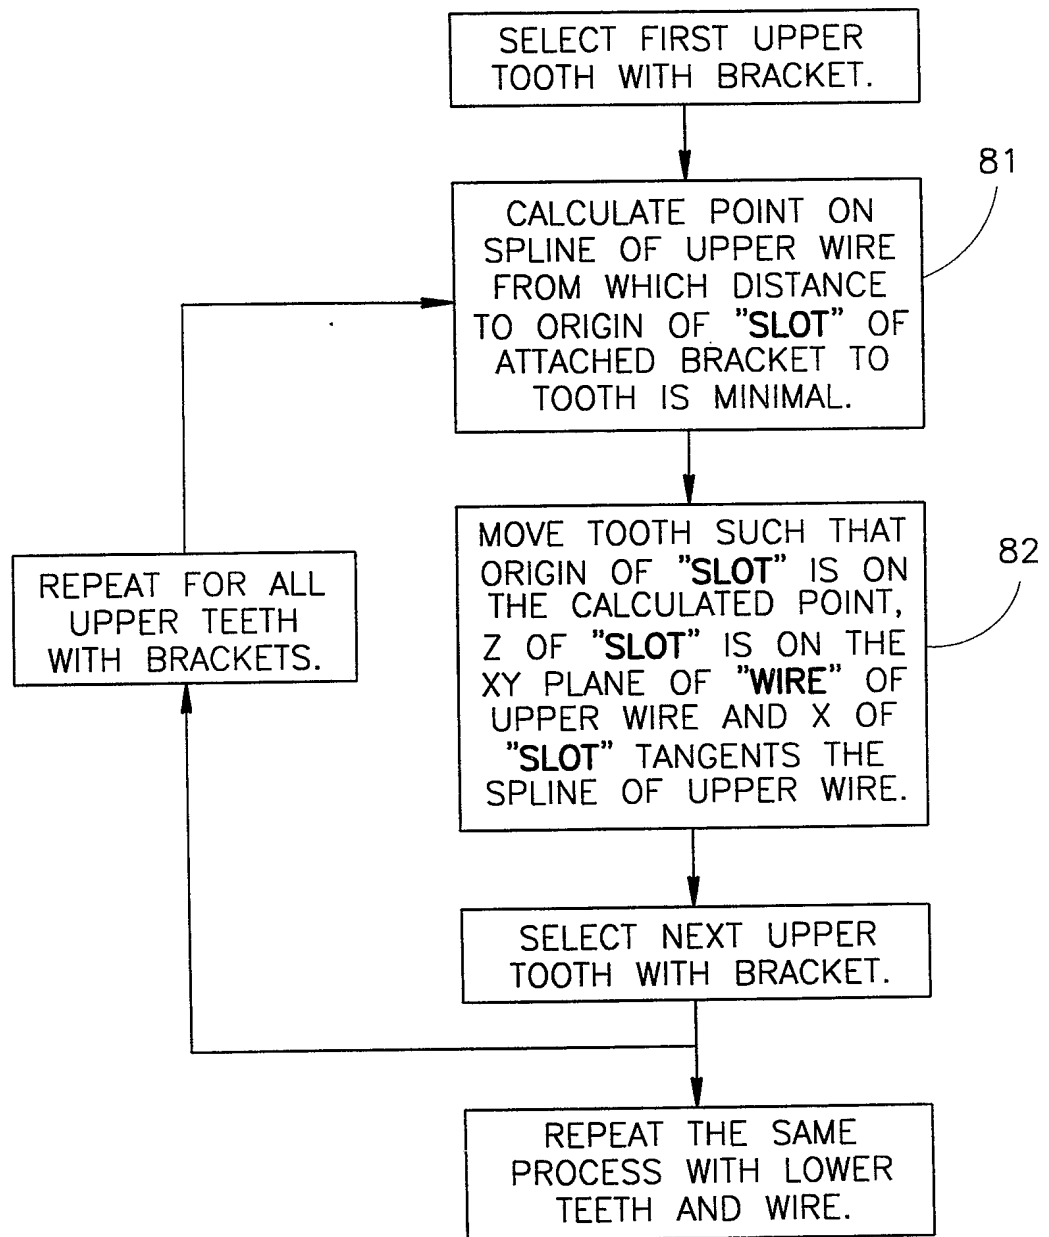 SELECT FIRST UPPER
TOOTH WITH BRACKET.
81
CALCULATE POINT ON
SPLINE OF UPPER WIRE
FROM WHICH DISTANCE
TO ORIGIN OF "SLOT" OF
ATTACHED BRACKET TO
TOOTH IS MINIMAL.
82
MOVE TOOTH SUCH THAT
ORIGIN OF "SLOT" IS ON
THE CALCULATED POINT,
Z OF "SLOT" IS ON THE
XY PLANE OF "WIRE" OF
UPPER WIRE AND X OF
"SLOT" TANGENTS THE
SPLINE OF UPPER WIRE.
REPEAT FOR ALL
UPPER TEETH
WITH BRACKETS.
SELECT NEXT UPPER
TOOTH WITH BRACKET.
REPEAT THE SAME
PROCESS WITH LOWER
TEETH AND WIRE.